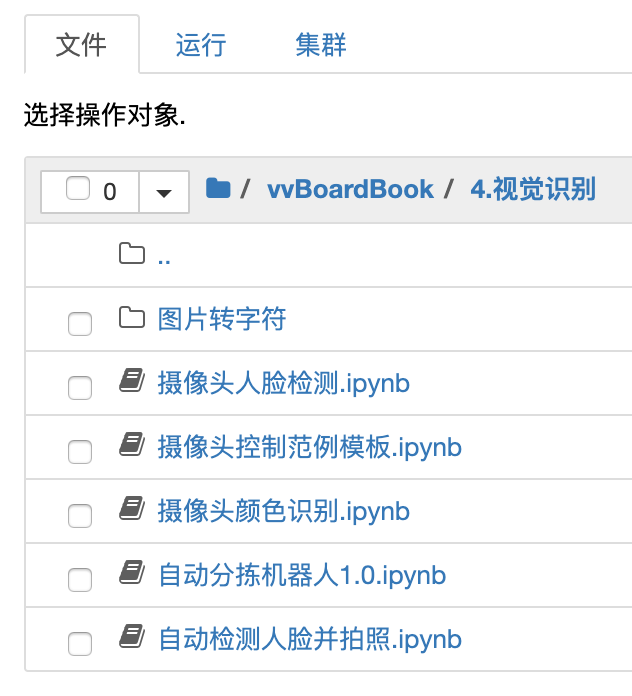 文件 运行 集群
选择操作对象.
0 / vvBoardBook / 4.视觉识别
..
图片转字符
摄像头人脸检测.ipynb
摄像头控制范例模板.ipynb
摄像头颜色识别.ipynb
自动分拣机器人1.0.ipynb
自动检测人脸并拍照.ipynb